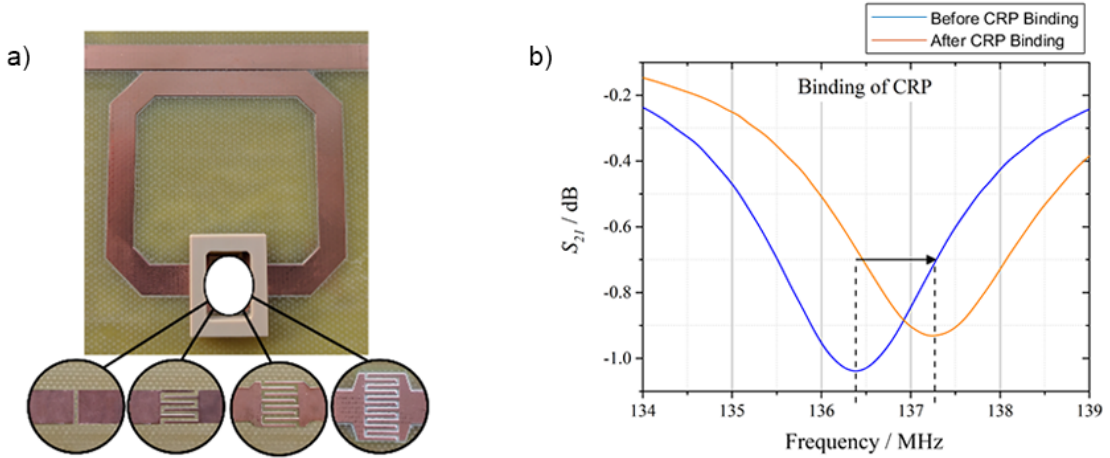 a)
b)
Before CRP Binding
After CRP Binding
Binding of CRP
-0.2
-0.4
-0.6
-0.8
-1.0
S21 / dB
134 135 136 137 138 139
Frequency / MHz